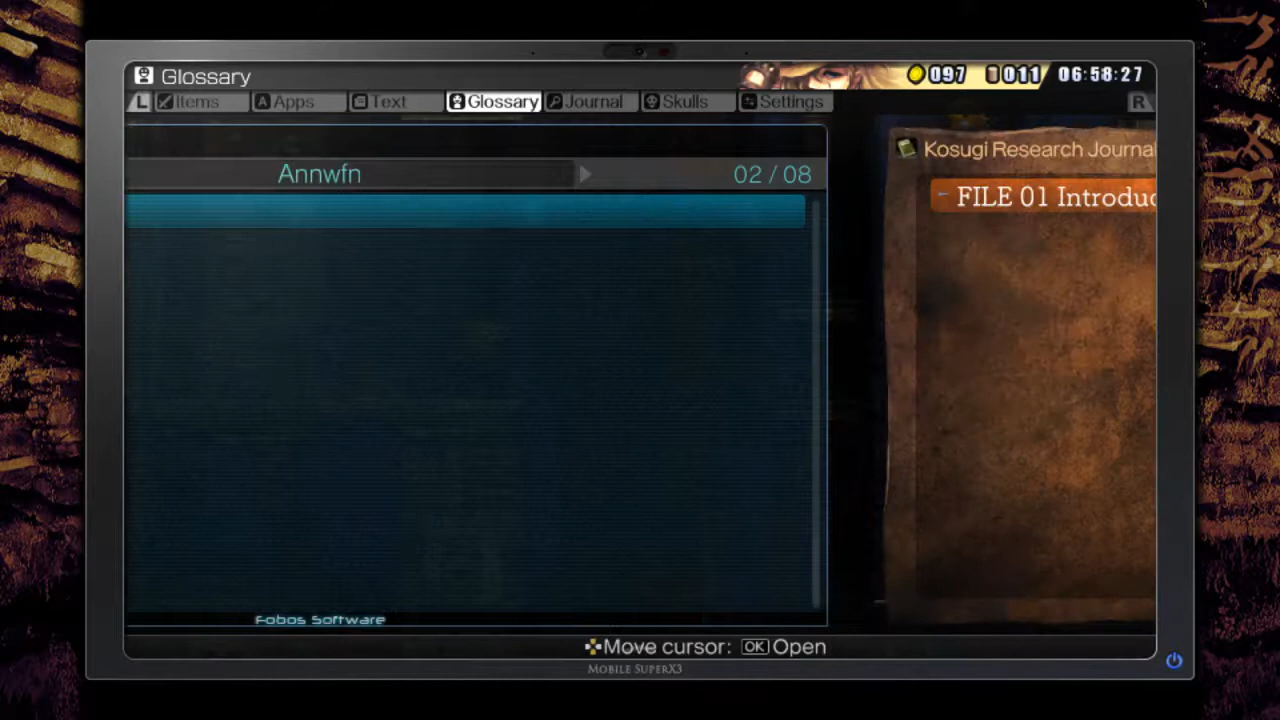 Glossary
097 011 06:58:27
L Items A Apps Text Glossary Journal Skulls Settings R
Annwfn 02 / 08
Kosugi Research Journa
FILE 01 Introduc
Fobos Software
Move cursor: OK Open
MOBILE SUPERX3